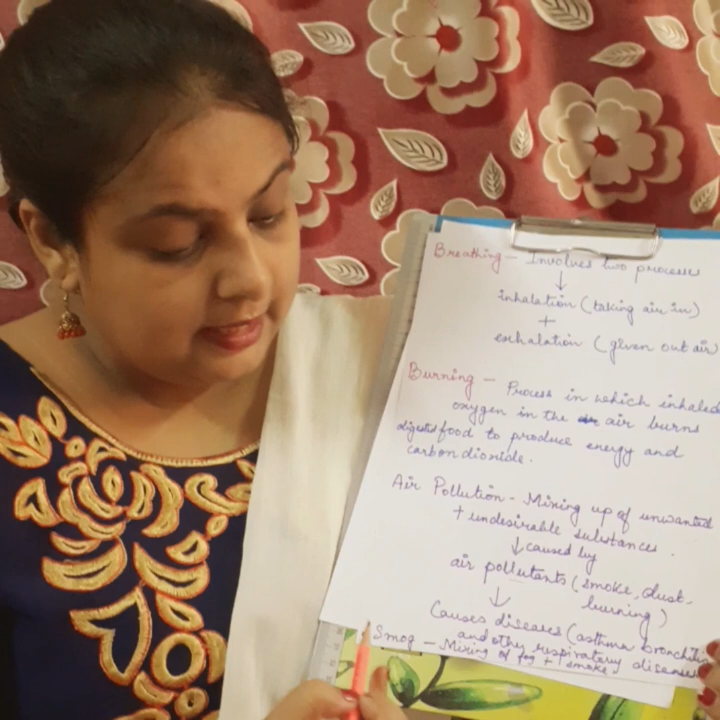 Breathing - Involves two process
↓
inhalation (taking air in)
+
exhalation (given out air)
Burning - Process in which inhaled
oxygen in the air burns
digested food to produce energy and
carbondioxide.
Air Pollution - Mixing up of unwanted
+ undesirable substances.
↓ caused by
air pollutants (smoke, dust,
burning)
↓
Causes diseases (asthma bronchitis
and other respiratory diseases
Smog - Mixing of fog + smoke